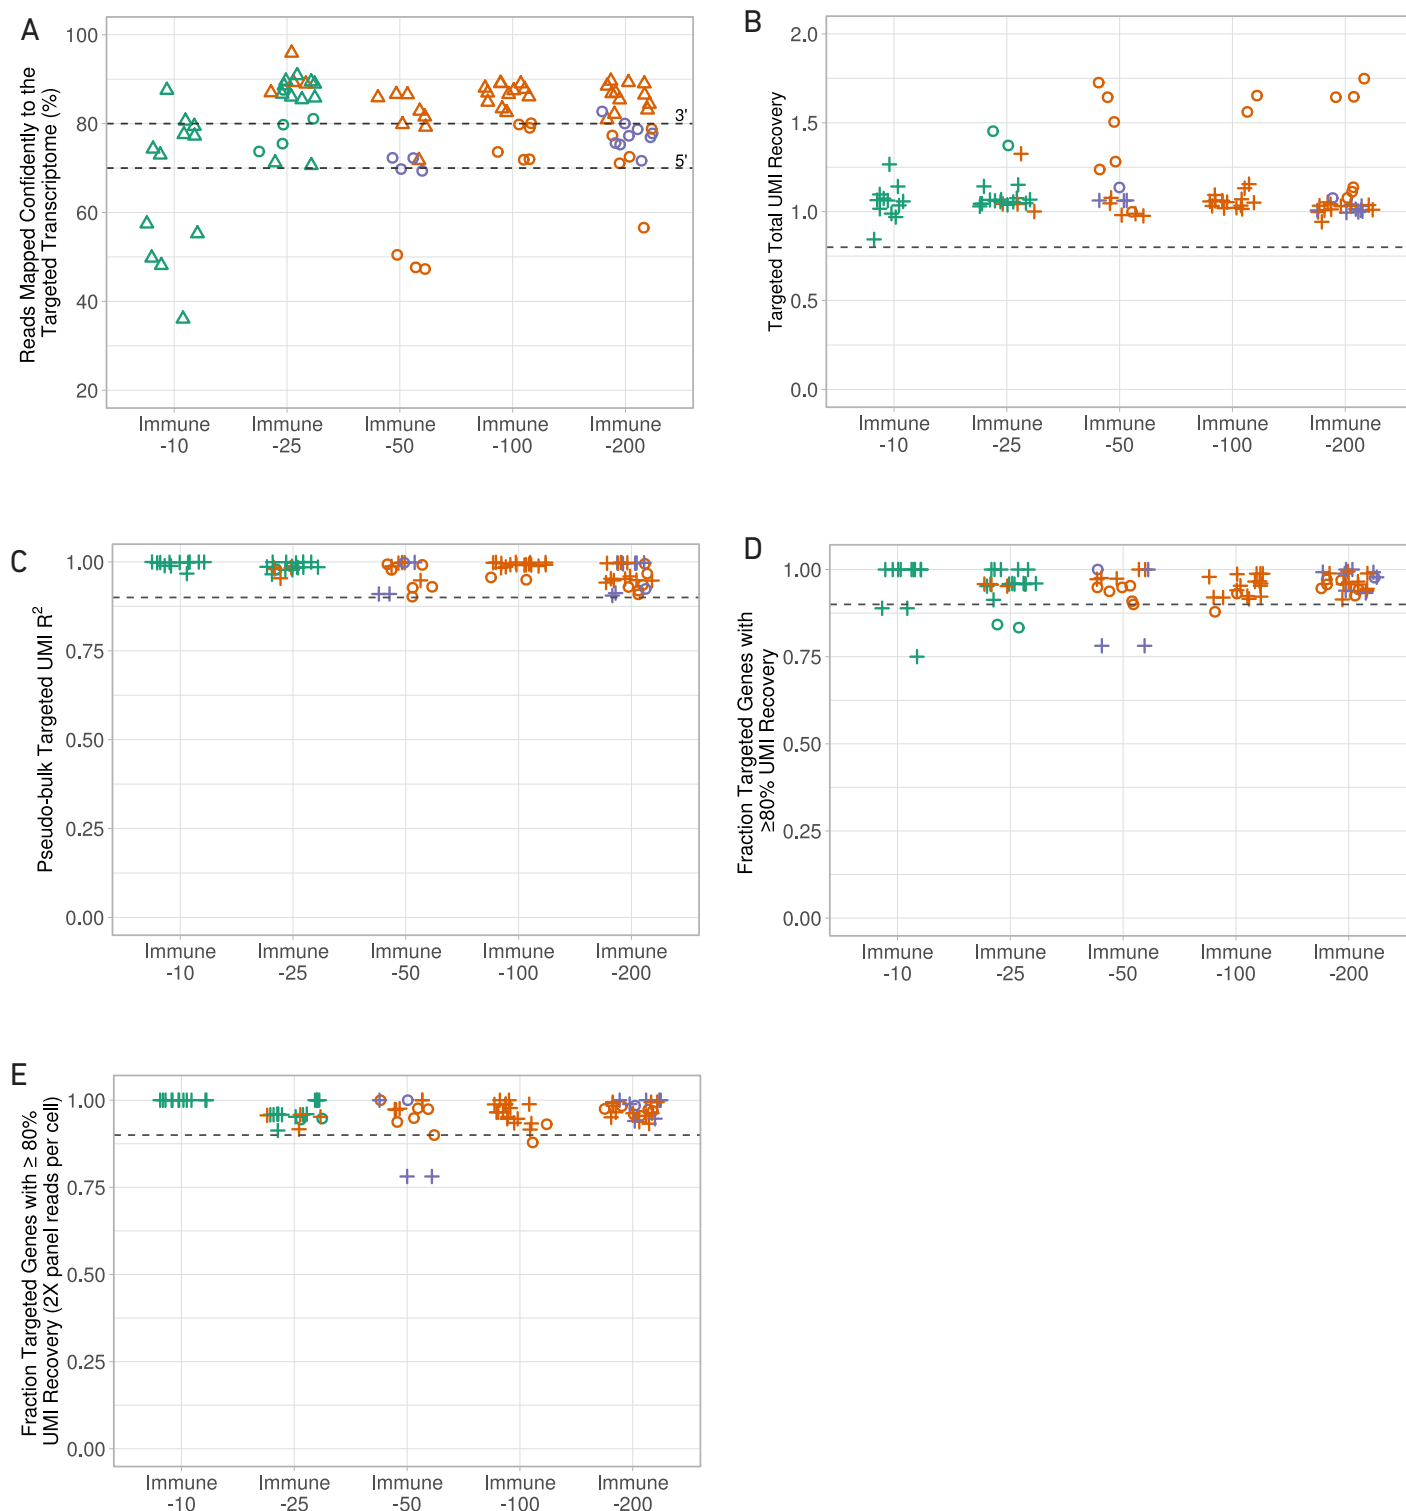 A
Reads Mapped Confidently to the
Targeted Transcriptome (%)
100
80
60
40
20
3'
5'
Immune
-10
Immune
-25
Immune
-50
Immune
-100
Immune
-200
B
Targeted Total UMI Recovery
2.0
1.5
1.0
0.5
0.0
Immune
-10
Immune
-25
Immune
-50
Immune
-100
Immune
-200
C
Pseudo-bulk Targeted UMI R²
1.00
0.75
0.50
0.25
0.00
Immune
-10
Immune
-25
Immune
-50
Immune
-100
Immune
-200
D
Fraction Targeted Genes with
≥80% UMI Recovery
1.00
0.75
0.50
0.25
0.00
Immune
-10
Immune
-25
Immune
-50
Immune
-100
Immune
-200
E
Fraction Targeted Genes with ≥ 80%
UMI Recovery (2X panel reads per cell)
1.00
0.75
0.50
0.25
0.00
Immune
-10
Immune
-25
Immune
-50
Immune
-100
Immune
-200